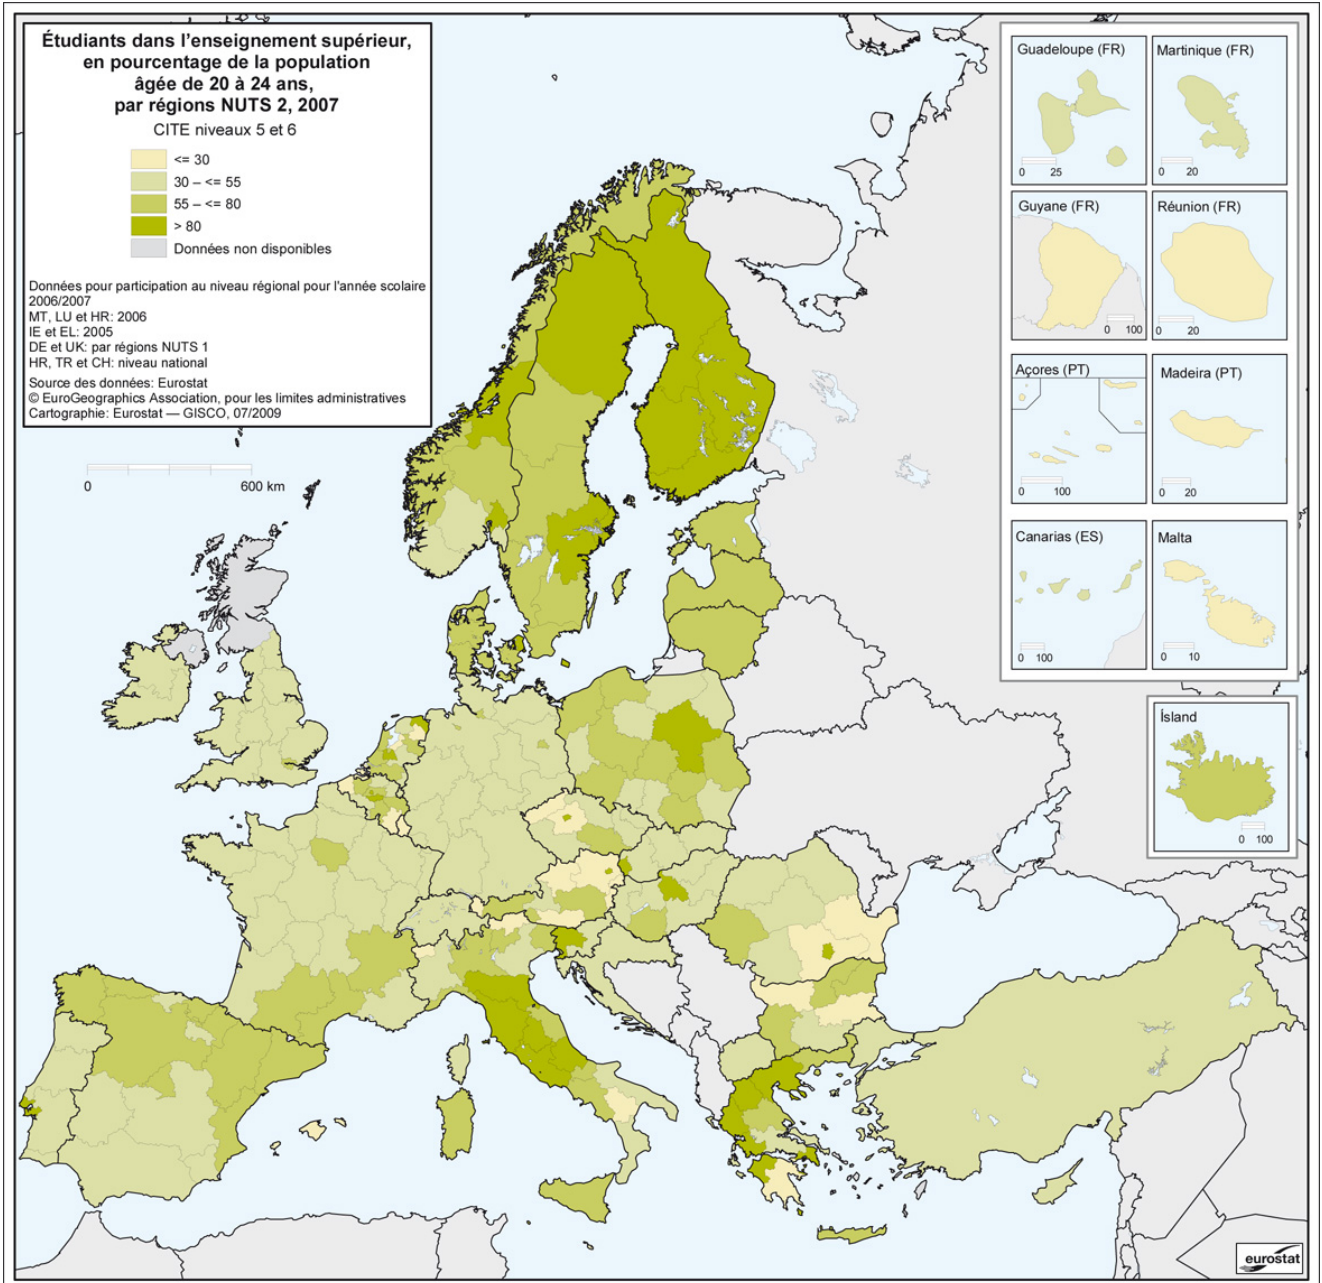 Étudiants dans l'enseignement supérieur,
en pourcentage de la population
âgée de 20 à 24 ans,
par régions NUTS 2, 2007
CITE niveaux 5 et 6
<= 30
30 – <= 55
55 – <= 80
> 80
Données non disponibles
Données pour participation au niveau régional pour l'année scolaire
2006/2007
MT, LU et HR: 2006
IE et EL: 2005
DE et UK: par régions NUTS 1
HR, TR et CH: niveau national
Source des données: Eurostat
© EuroGeographics Association, pour les limites administratives
Cartographie: Eurostat — GISCO, 07/2009
0 600 km
Guadeloupe (FR)
0 25
Martinique (FR)
0 20
Guyane (FR)
0 100
Réunion (FR)
0 20
Açores (PT)
0 100
Madeira (PT)
0 20
Canarias (ES)
0 100
Malta
0 10
Ísland
0 100
eurostat